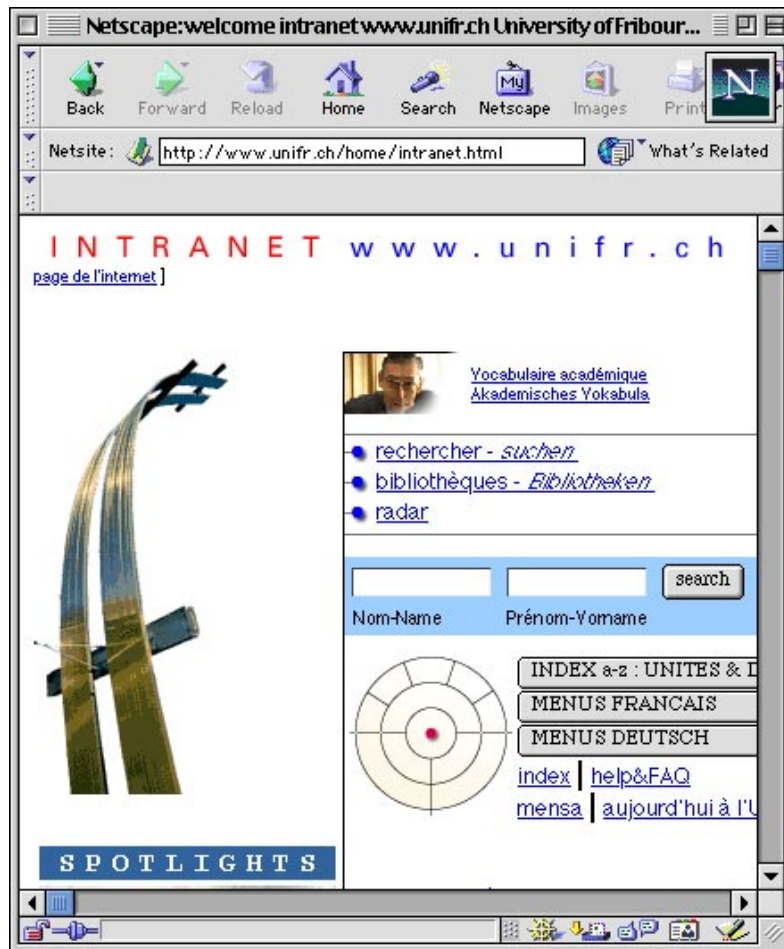 Netscape: welcome intranet www.unifr.ch University of Fribour...
Back Forward Reload Home Search My Netscape Images Print N
Netsite: http://www.unifr.ch/home/intranet.html What's Related
INTRANET www.unifr.ch
page de l'internet ]
Vocabulaire académique
Akademisches Vokabula
rechercher - suchen
bibliothèques - Bibliotheken
radar
search
Nom-Name Prénom-Vorname
INDEX a-z : UNITES & D
MENUS FRANCAIS
MENUS DEUTSCH
index | help&FAQ
mensa | aujourd'hui à l'U
SPOTLIGHTS